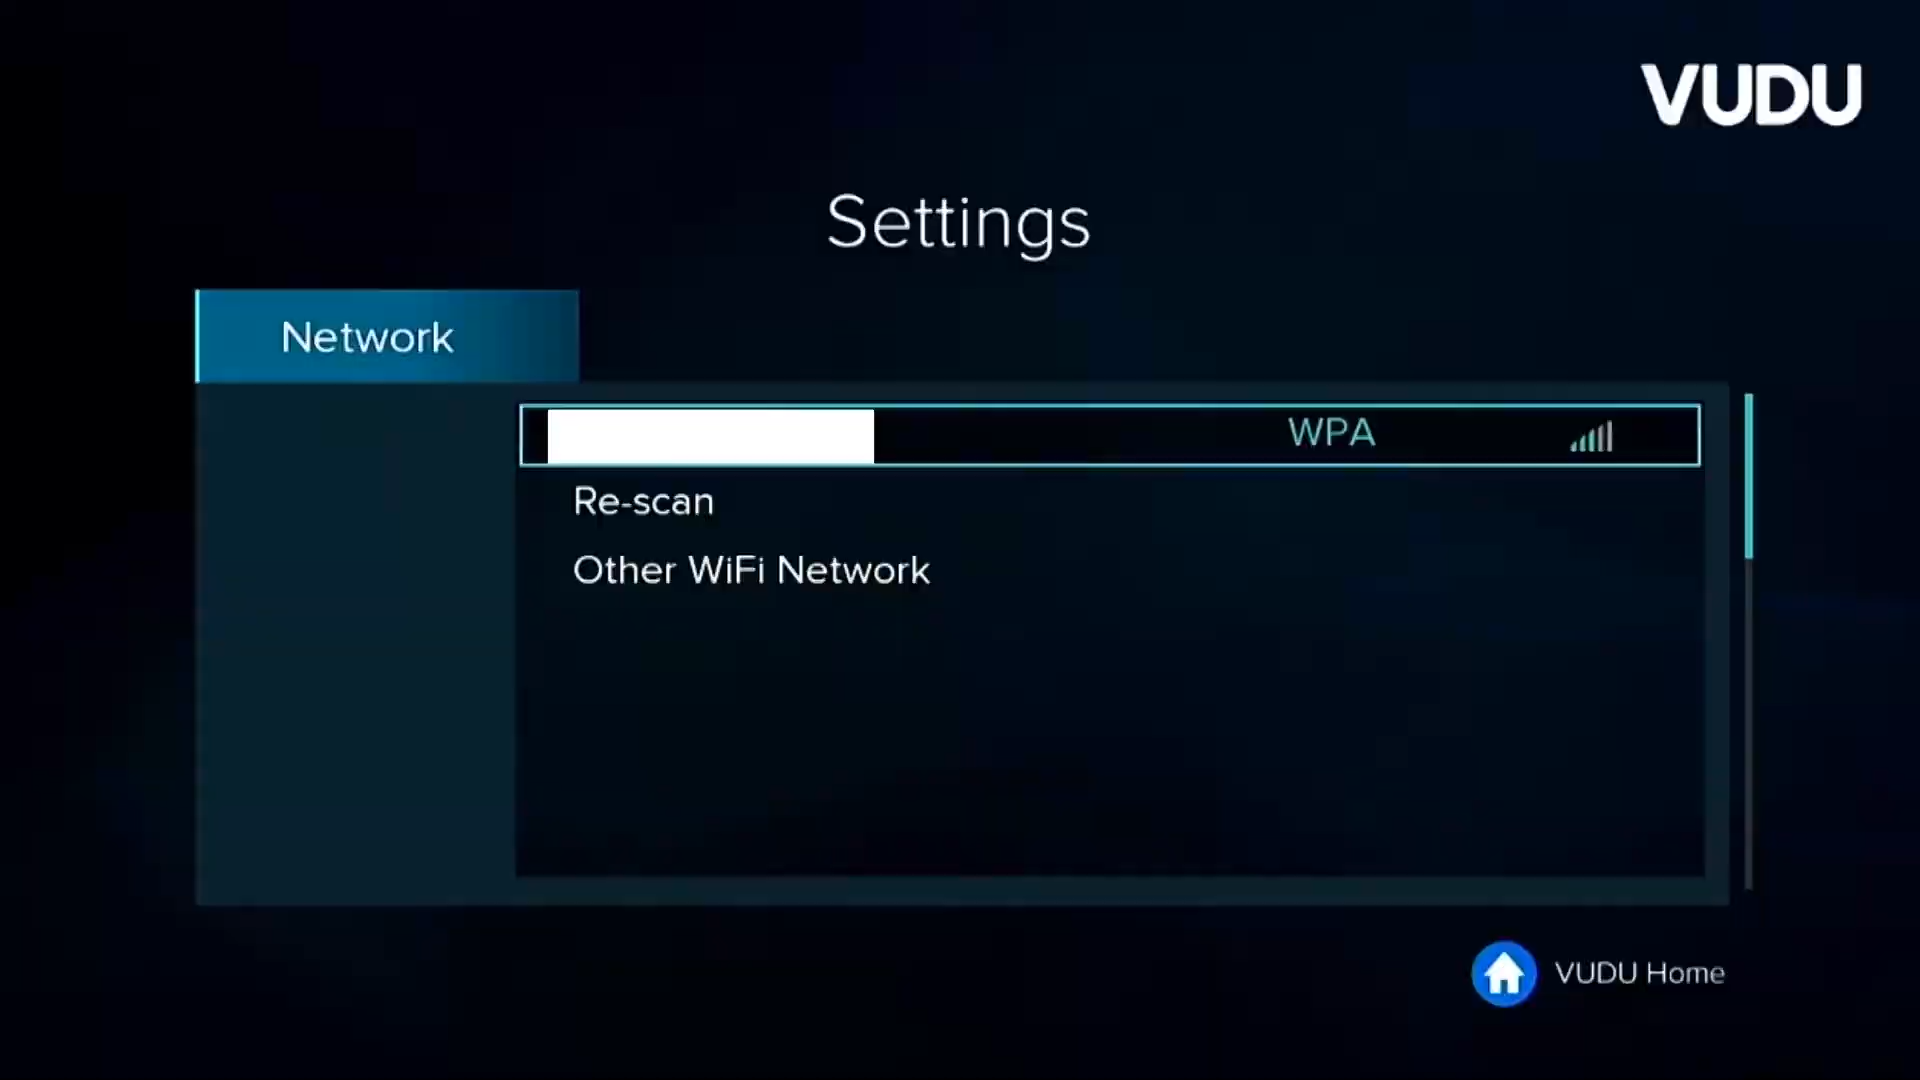 VUDU
Settings
Network
WPA
Re-scan
Other WiFi Network
VUDU Home